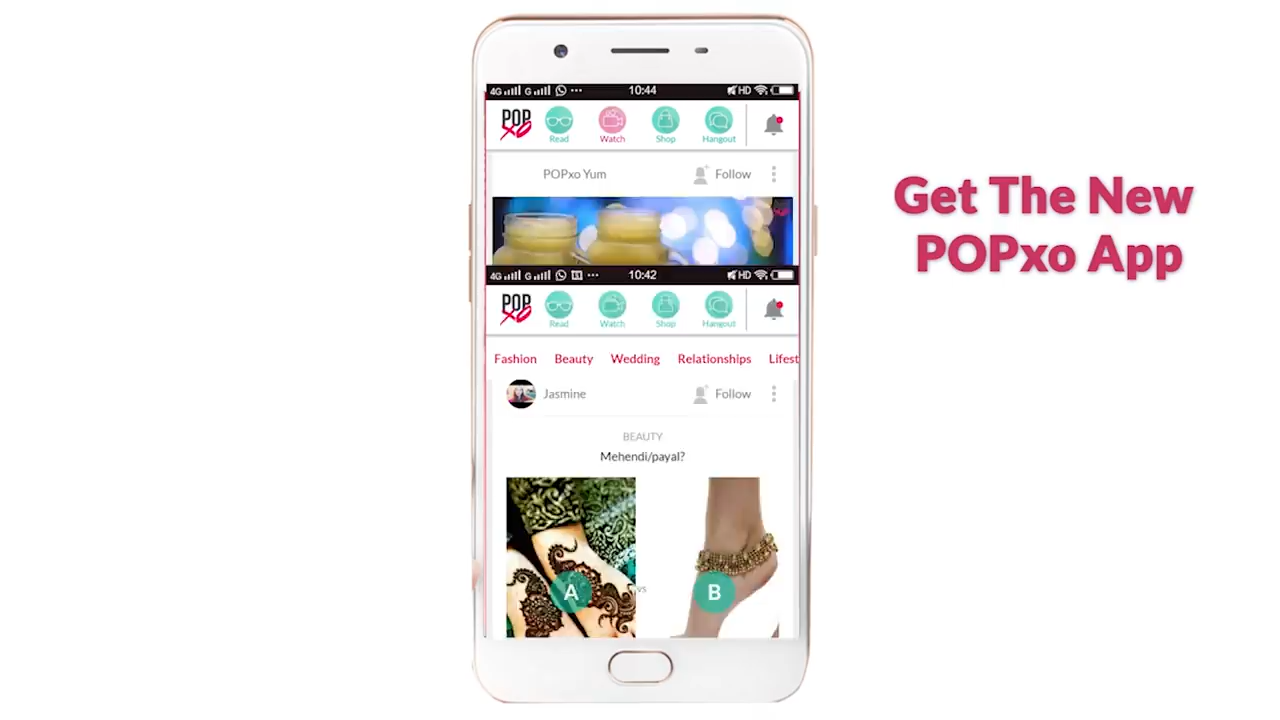 4G G ••• 10:44 HD
POP
xo
Read Watch Shop Hangout
POPxo Yum Follow
4G G ••• 10:42 HD
POP
xo
Read Watch Shop Hangout
Fashion Beauty Wedding Relationships Lifest
Jasmine Follow
BEAUTY
Mehendi/payal?
A vs B
Get The New
POPxo App